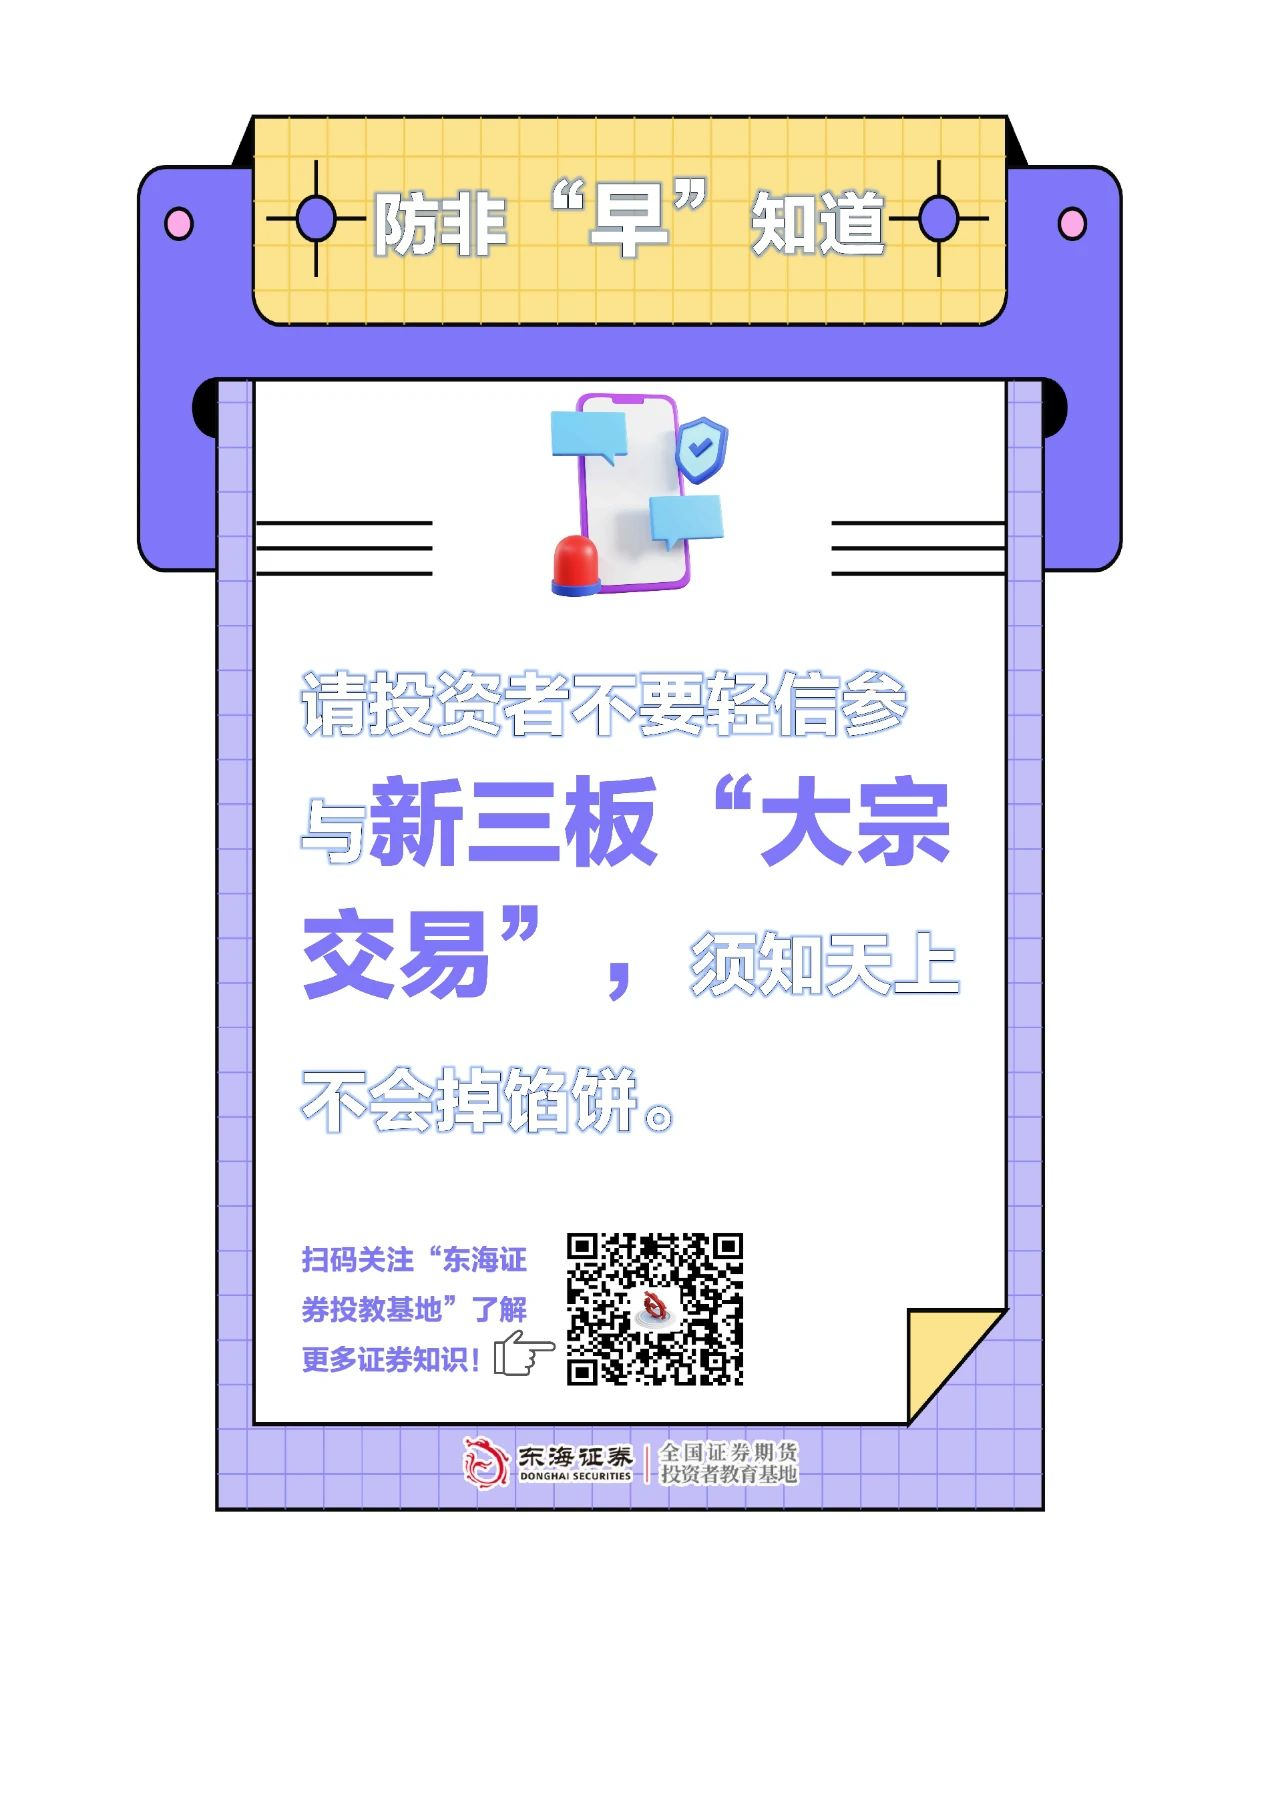 防非“早”知道
请投资者不要轻信参
与新三板“大宗
交易”，须知天上
不会掉馅饼。
扫码关注“东海证
券投教基地”了解
更多证券知识！
东海证券
DONGHAI SECURITIES
全国证券期货
投资者教育基地